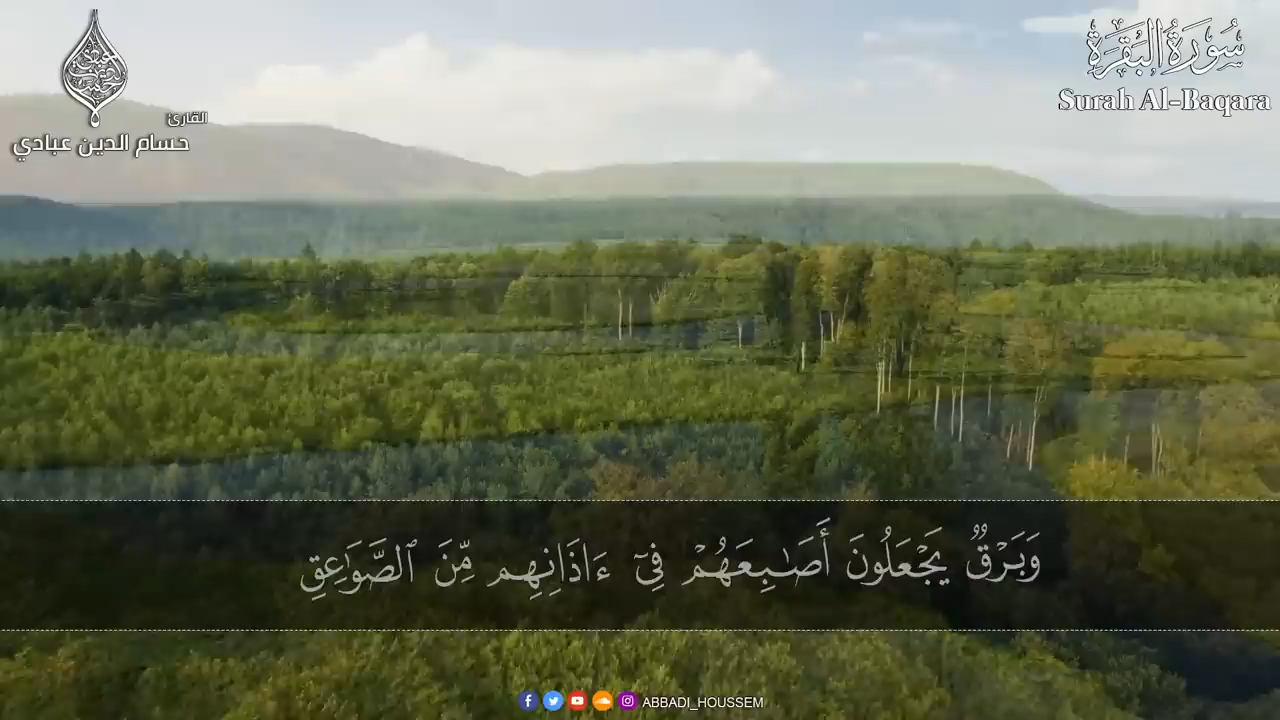 القارئ
حسام الدين عبادي
سُورَةُ البَقَرَةِ
Surah Al-Baqara
وَبَرْقٌ يَجْعَلُونَ أَصَٰبِعَهُمْ فِىٓ ءَاذَانِهِم مِّنَ ٱلصَّوَٰعِقِ
ABBADI_HOUSSEM